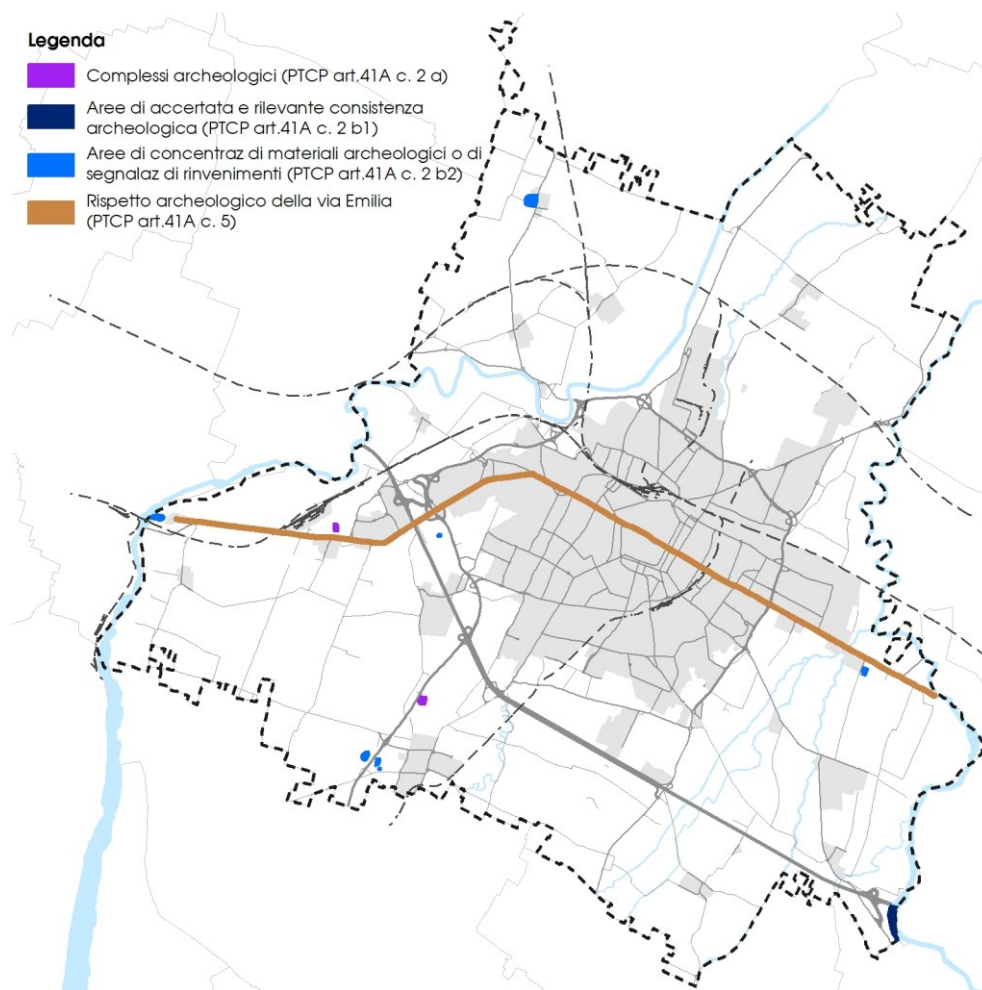 Legenda
Complessi archeologici (PTCP art.41A c. 2 a)
Aree di accertata e rilevante consistenza
archeologica (PTCP art.41A c. 2 b1)
Aree di concentraz di materiali archeologici o di
segnalaz di rinvenimenti (PTCP art.41A c. 2 b2)
Rispetto archeologico della via Emilia
(PTCP art.41A c. 5)